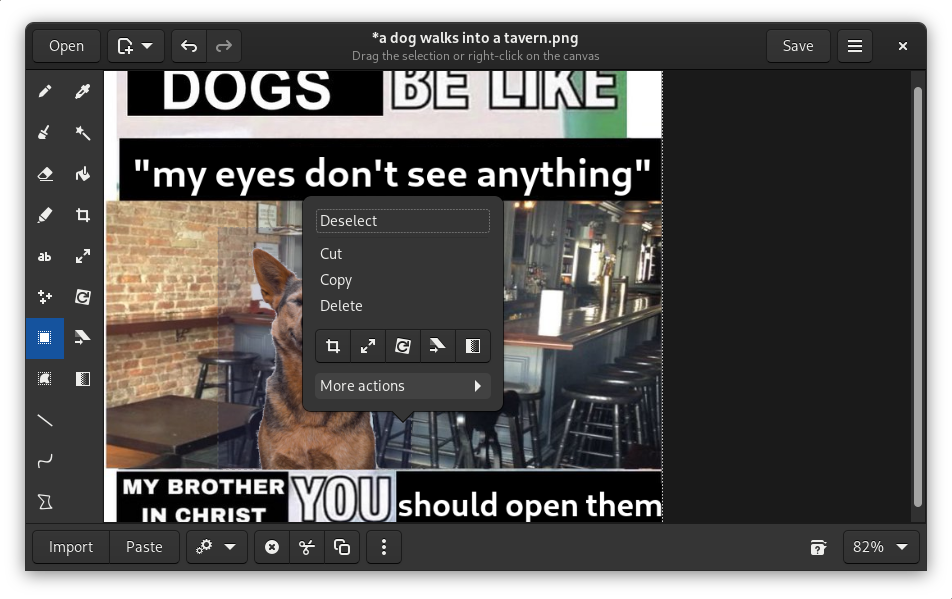 Open
*a dog walks into a tavern.png
Drag the selection or right-click on the canvas
Save
DOGS BE LIKE
"my eyes don't see anything"
Deselect
Cut
Copy
Delete
More actions
ab
MY BROTHER
IN CHRIST
YOU
should open them
Import
Paste
82%